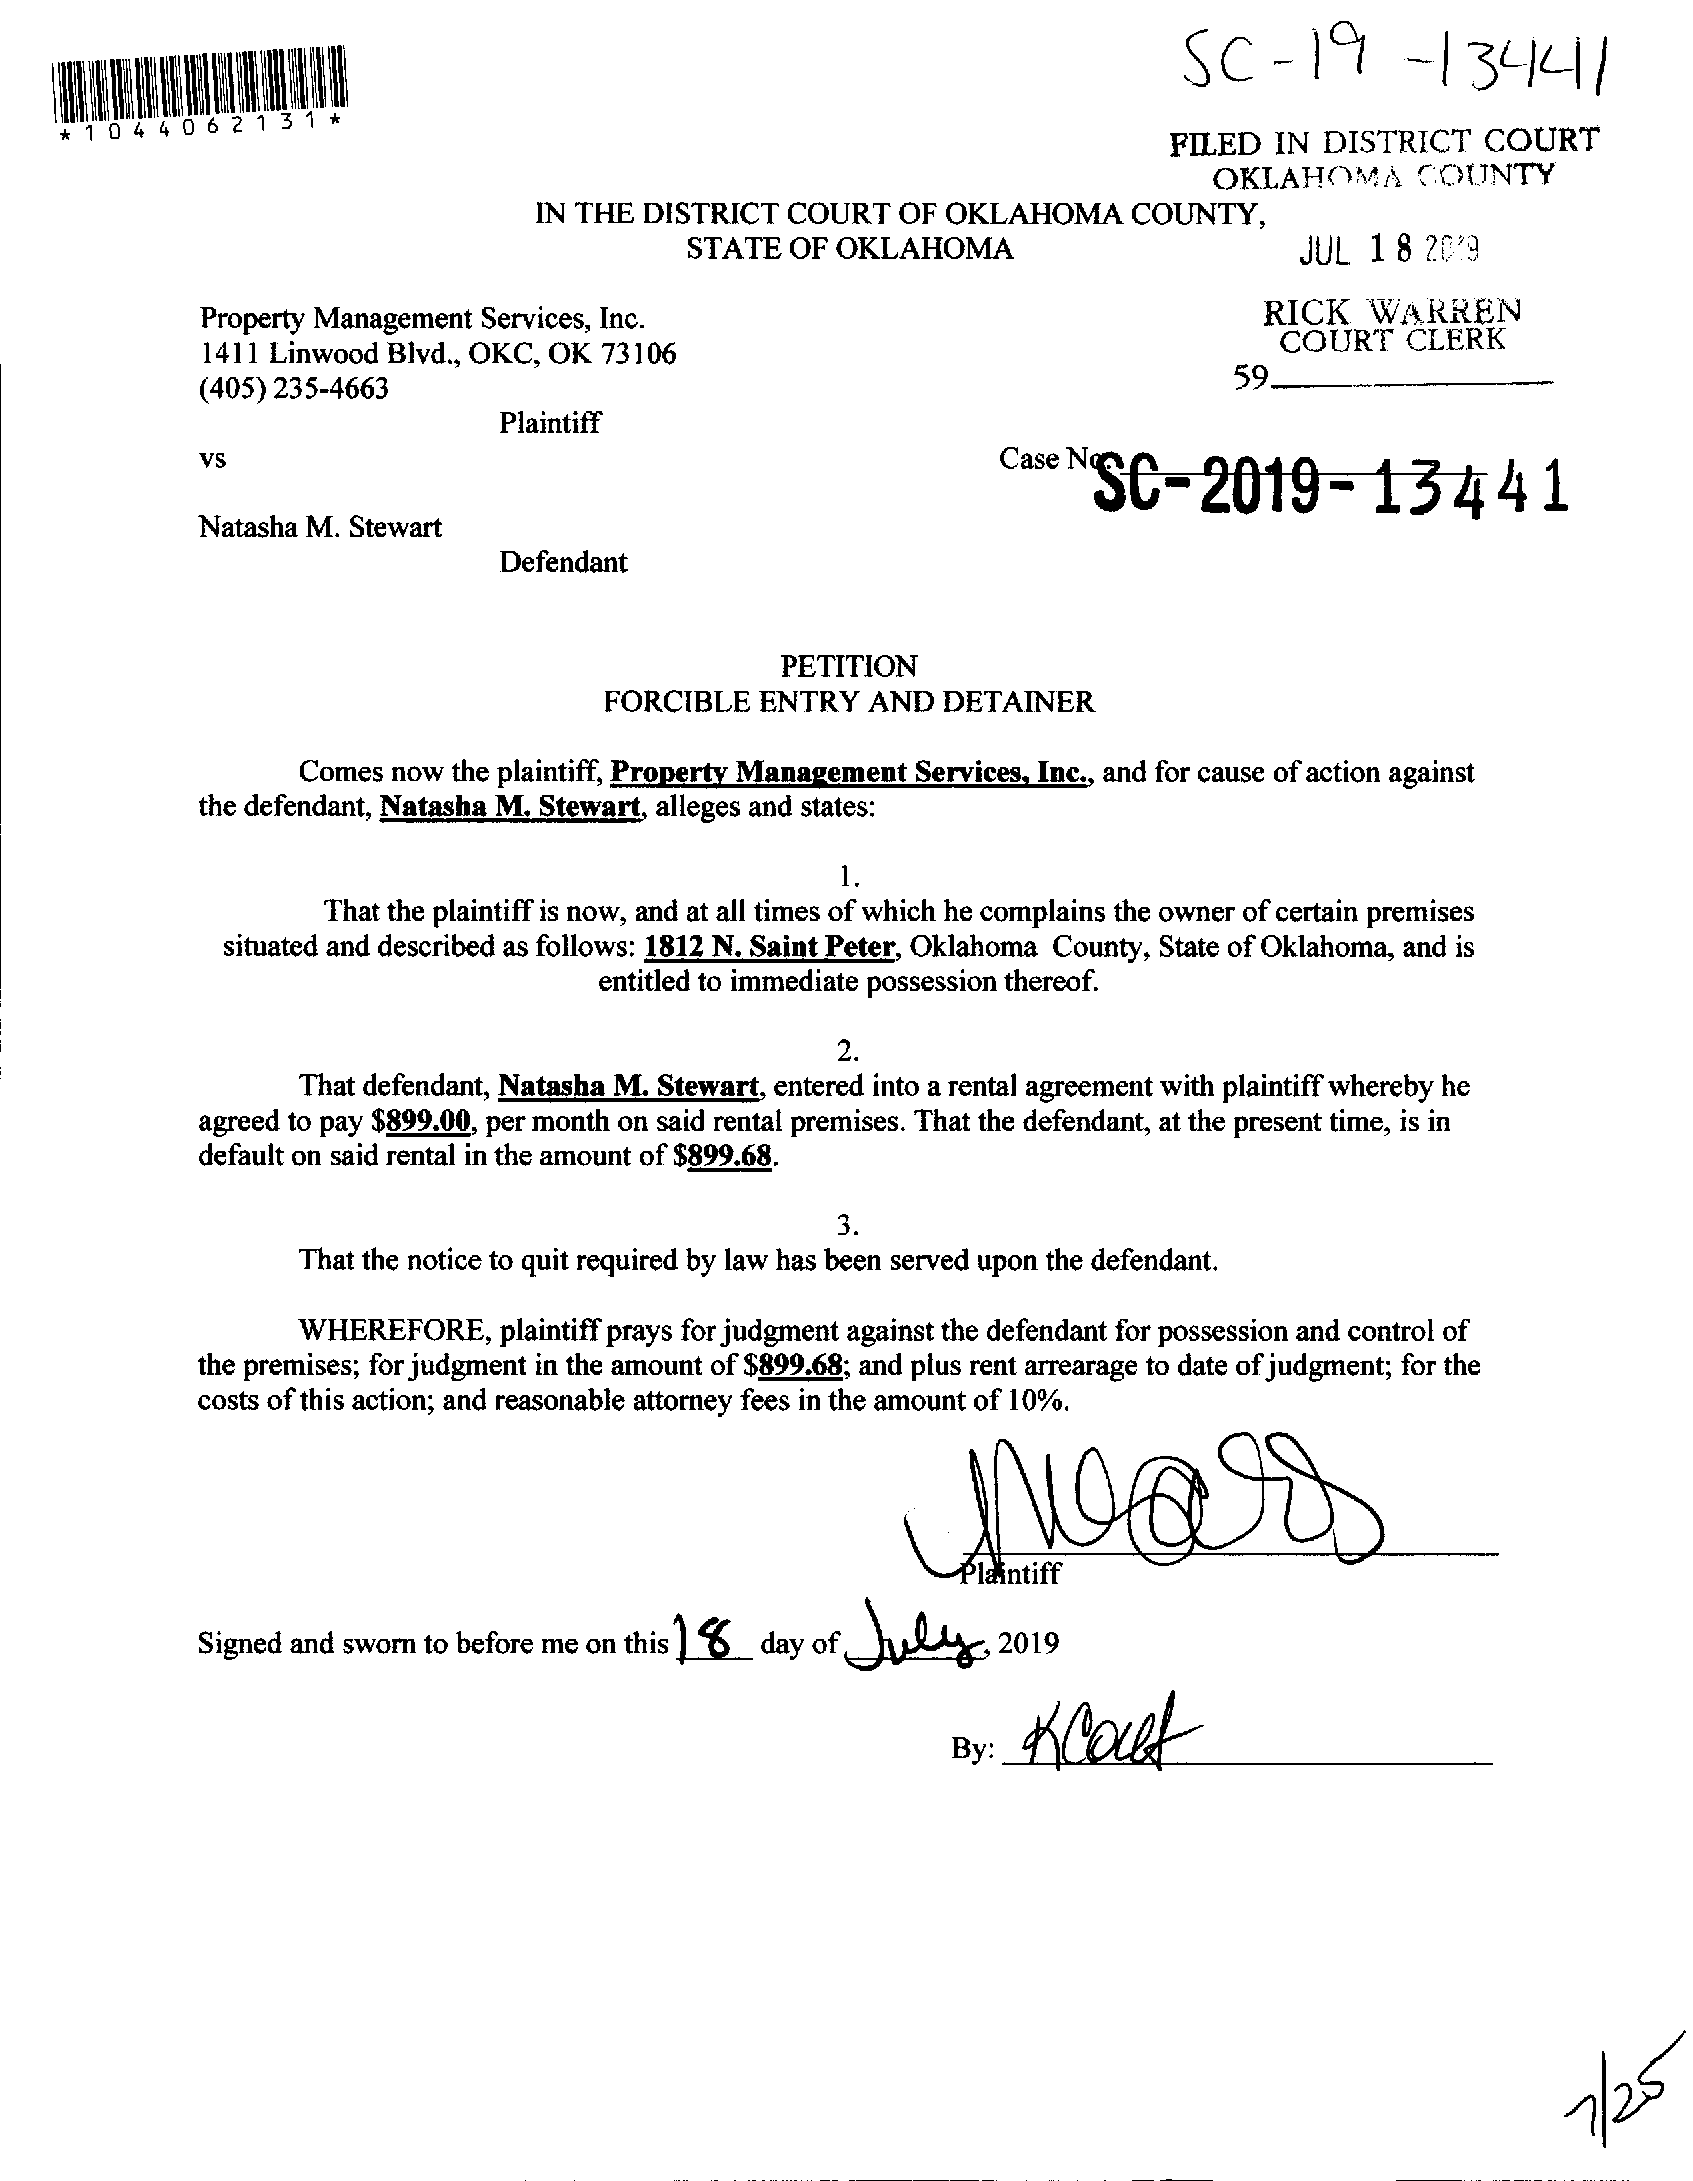 SC-19-13441
*1044062131*
FILED IN DISTRICT COURT
OKLAHOMA COUNTY
IN THE DISTRICT COURT OF OKLAHOMA COUNTY,
STATE OF OKLAHOMA
JUL 18 2019
Property Management Services, Inc.
RICK WARREN
COURT CLERK
1411 Linwood Blvd., OKC, OK 73106
(405) 235-4663
59
Plaintiff
vs
Case No.
SC-2019-13441
Natasha M. Stewart
Defendant
PETITION
FORCIBLE ENTRY AND DETAINER
Comes now the plaintiff, Property Management Services, Inc., and for cause of action against
the defendant, Natasha M. Stewart, alleges and states:
1.
That the plaintiff is now, and at all times of which he complains the owner of certain premises
situated and described as follows: 1812 N. Saint Peter, Oklahoma County, State of Oklahoma, and is
entitled to immediate possession thereof.
2.
That defendant, Natasha M. Stewart, entered into a rental agreement with plaintiff whereby he
agreed to pay $899.00, per month on said rental premises. That the defendant, at the present time, is in
default on said rental in the amount of $899.68.
3.
That the notice to quit required by law has been served upon the defendant.
WHEREFORE, plaintiff prays for judgment against the defendant for possession and control of
the premises; for judgment in the amount of $899.68; and plus rent arrearage to date of judgment; for the
costs of this action; and reasonable attorney fees in the amount of 10%.
Plaintiff
Signed and sworn to before me on this 18 day of July, 2019
By:
7/25